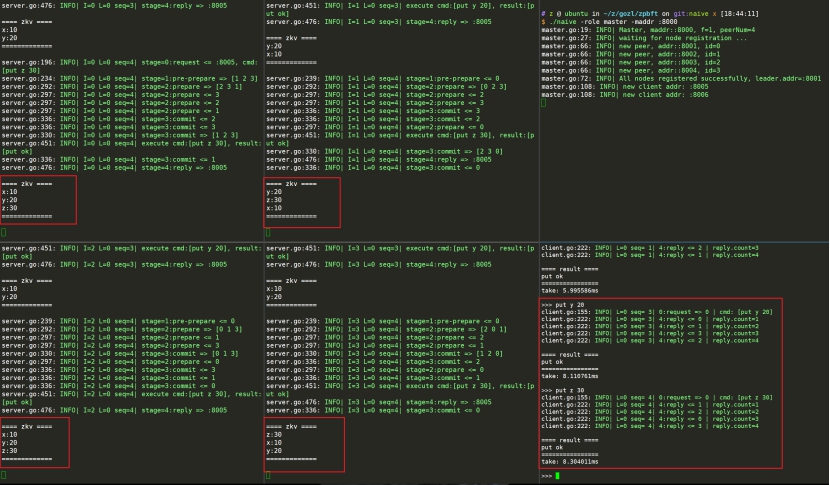 server.go:476: INFO| I=0 L=0 seq=3| stage=4:reply => :8005
==== zkv ====
x:10
y:20
=============
server.go:196: INFO| I=0 L=0 seq=4| stage=0:request <= :8005, cmd:
[put z 30]
server.go:234: INFO| I=0 L=0 seq=4| stage=1:pre-prepare => [1 2 3]
server.go:292: INFO| I=0 L=0 seq=4| stage=2:prepare => [2 3 1]
server.go:297: INFO| I=0 L=0 seq=4| stage=2:prepare <= 3
server.go:297: INFO| I=0 L=0 seq=4| stage=2:prepare <= 2
server.go:297: INFO| I=0 L=0 seq=4| stage=2:prepare <= 1
server.go:336: INFO| I=0 L=0 seq=4| stage=3:commit <= 2
server.go:336: INFO| I=0 L=0 seq=4| stage=3:commit <= 3
server.go:330: INFO| I=0 L=0 seq=4| stage=3:commit => [1 2 3]
server.go:451: INFO| I=0 L=0 seq=4| execute cmd:[put z 30], result:
[put ok]
server.go:336: INFO| I=0 L=0 seq=4| stage=3:commit <= 1
server.go:476: INFO| I=0 L=0 seq=4| stage=4:reply => :8005
==== zkv ====
x:10
y:20
z:30
=============
server.go:451: INFO| I=1 L=0 seq=3| execute cmd:[put y 20], result:[p
ut ok]
server.go:476: INFO| I=1 L=0 seq=3| stage=4:reply => :8005
==== zkv ====
y:20
x:10
=============
server.go:239: INFO| I=1 L=0 seq=4| stage=1:pre-prepare <= 0
server.go:292: INFO| I=1 L=0 seq=4| stage=2:prepare => [0 2 3]
server.go:297: INFO| I=1 L=0 seq=4| stage=2:prepare <= 2
server.go:297: INFO| I=1 L=0 seq=4| stage=2:prepare <= 3
server.go:336: INFO| I=1 L=0 seq=4| stage=3:commit <= 3
server.go:336: INFO| I=1 L=0 seq=4| stage=3:commit <= 2
server.go:297: INFO| I=1 L=0 seq=4| stage=2:prepare <= 0
server.go:451: INFO| I=1 L=0 seq=4| execute cmd:[put z 30], result:[p
ut ok]
server.go:330: INFO| I=1 L=0 seq=4| stage=3:commit => [2 3 0]
server.go:476: INFO| I=1 L=0 seq=4| stage=4:reply => :8005
server.go:336: INFO| I=1 L=0 seq=4| stage=3:commit <= 0
==== zkv ====
y:20
z:30
x:10
=============
# z @ ubuntu in ~/z/gozl/zpbft on git:naive x [18:44:11]
$ ./naive -role master -maddr :8000
master.go:19: INFO| Master, maddr=:8000, f=1, peerNum=4
master.go:27: INFO| waiting for node registration ...
master.go:66: INFO| new peer, addr=:8001, id=0
master.go:66: INFO| new peer, addr=:8002, id=1
master.go:66: INFO| new peer, addr=:8003, id=2
master.go:66: INFO| new peer, addr=:8004, id=3
master.go:72: INFO| All nodes registered successfully, leader.addr=:8001
master.go:108: INFO| new client addr: :8005
master.go:108: INFO| new client addr: :8006
server.go:451: INFO| I=2 L=0 seq=3| execute cmd:[put y 20], result:
[put ok]
server.go:476: INFO| I=2 L=0 seq=3| stage=4:reply => :8005
==== zkv ====
x:10
y:20
=============
server.go:239: INFO| I=2 L=0 seq=4| stage=1:pre-prepare <= 0
server.go:292: INFO| I=2 L=0 seq=4| stage=2:prepare => [0 1 3]
server.go:297: INFO| I=2 L=0 seq=4| stage=2:prepare <= 1
server.go:297: INFO| I=2 L=0 seq=4| stage=2:prepare <= 3
server.go:330: INFO| I=2 L=0 seq=4| stage=3:commit => [0 1 3]
server.go:297: INFO| I=2 L=0 seq=4| stage=2:prepare <= 0
server.go:336: INFO| I=2 L=0 seq=4| stage=3:commit <= 3
server.go:336: INFO| I=2 L=0 seq=4| stage=3:commit <= 1
server.go:336: INFO| I=2 L=0 seq=4| stage=3:commit <= 0
server.go:451: INFO| I=2 L=0 seq=4| execute cmd:[put z 30], result:
[put ok]
server.go:476: INFO| I=2 L=0 seq=4| stage=4:reply => :8005
==== zkv ====
x:10
y:20
z:30
=============
server.go:451: INFO| I=3 L=0 seq=3| execute cmd:[put y 20], result:[p
ut ok]
server.go:476: INFO| I=3 L=0 seq=3| stage=4:reply => :8005
==== zkv ====
x:10
y:20
=============
server.go:239: INFO| I=3 L=0 seq=4| stage=1:pre-prepare <= 0
server.go:292: INFO| I=3 L=0 seq=4| stage=2:prepare => [2 0 1]
server.go:297: INFO| I=3 L=0 seq=4| stage=2:prepare <= 2
server.go:297: INFO| I=3 L=0 seq=4| stage=2:prepare <= 1
server.go:330: INFO| I=3 L=0 seq=4| stage=3:commit => [1 2 0]
server.go:336: INFO| I=3 L=0 seq=4| stage=3:commit <= 2
server.go:297: INFO| I=3 L=0 seq=4| stage=2:prepare <= 0
server.go:336: INFO| I=3 L=0 seq=4| stage=3:commit <= 1
server.go:451: INFO| I=3 L=0 seq=4| execute cmd:[put z 30], result:[p
ut ok]
server.go:476: INFO| I=3 L=0 seq=4| stage=4:reply => :8005
server.go:336: INFO| I=3 L=0 seq=4| stage=3:commit <= 0
==== zkv ====
z:30
x:10
y:20
=============
client.go:222: INFO| L=0 seq= 1| 4:reply <= 2 | reply.count=3
client.go:222: INFO| L=0 seq= 1| 4:reply <= 1 | reply.count=4
==== result ====
put ok
================
take: 5.995586ms
>>> put y 20
client.go:155: INFO| L=0 seq= 3| 0:request => 0 | cmd: [put y 20]
client.go:222: INFO| L=0 seq= 3| 4:reply <= 0 | reply.count=1
client.go:222: INFO| L=0 seq= 3| 4:reply <= 1 | reply.count=2
client.go:222: INFO| L=0 seq= 3| 4:reply <= 3 | reply.count=3
client.go:222: INFO| L=0 seq= 3| 4:reply <= 2 | reply.count=4
==== result ====
put ok
================
take: 8.110761ms
>>> put z 30
client.go:155: INFO| L=0 seq= 4| 0:request => 0 | cmd: [put z 30]
client.go:222: INFO| L=0 seq= 4| 4:reply <= 1 | reply.count=1
client.go:222: INFO| L=0 seq= 4| 4:reply <= 2 | reply.count=2
client.go:222: INFO| L=0 seq= 4| 4:reply <= 0 | reply.count=3
client.go:222: INFO| L=0 seq= 4| 4:reply <= 3 | reply.count=4
==== result ====
put ok
================
take: 8.304011ms
>>>